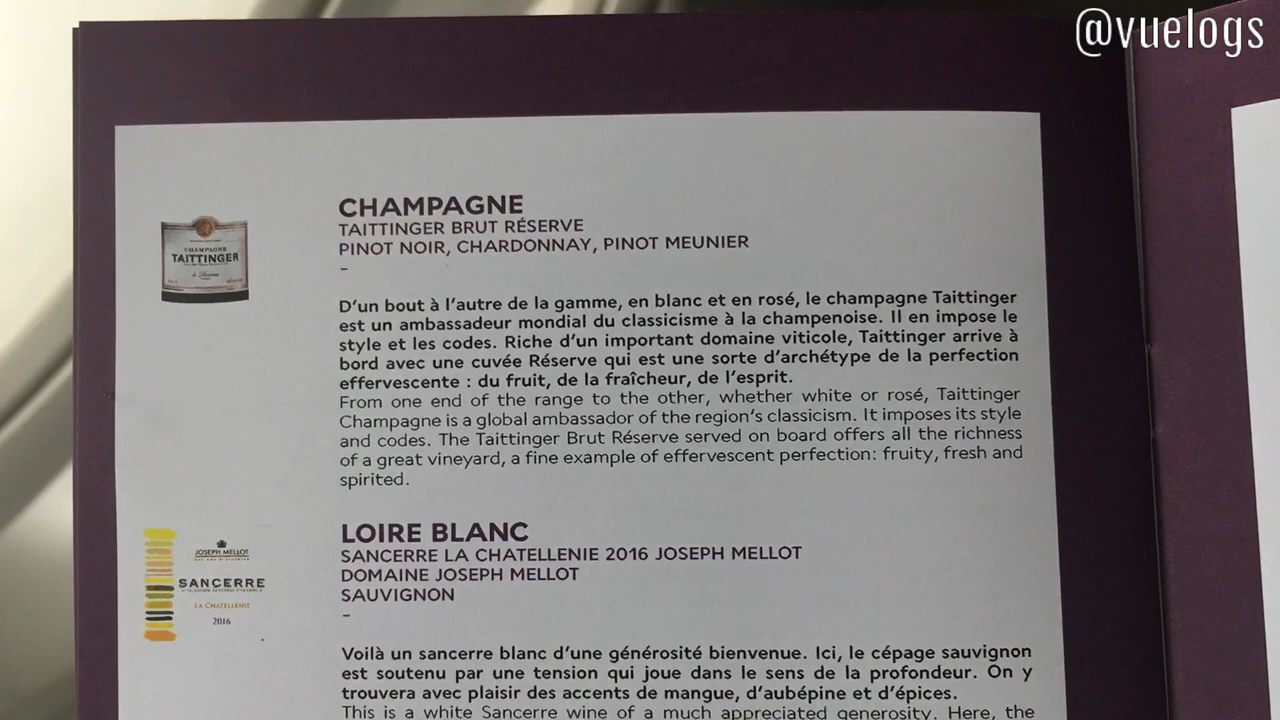 @vuelogs
CHAMPAGNE
TAITTINGER BRUT RÉSERVE
PINOT NOIR, CHARDONNAY, PINOT MEUNIER
–
CHAMPAGNE
TAITTINGER
D'un bout à l'autre de la gamme, en blanc et en rosé, le champagne Taittinger
est un ambassadeur mondial du classicisme à la champenoise. Il en impose le
style et les codes. Riche d'un important domaine viticole, Taittinger arrive à
bord avec une cuvée Réserve qui est une sorte d'archétype de la perfection
effervescente : du fruit, de la fraîcheur, de l'esprit.
From one end of the range to the other, whether white or rosé, Taittinger
Champagne is a global ambassador of the region's classicism. It imposes its style
and codes. The Taittinger Brut Réserve served on board offers all the richness
of a great vineyard, a fine example of effervescent perfection: fruity, fresh and
spirited.
LOIRE BLANC
SANCERRE LA CHATELLENIE 2016 JOSEPH MELLOT
DOMAINE JOSEPH MELLOT
SAUVIGNON
–
JOSEPH MELLOT
SANCERRE
LA CHATELLENIE
2016
Voilà un sancerre blanc d'une générosité bienvenue. Ici, le cépage sauvignon
est soutenu par une tension qui joue dans le sens de la profondeur. On y
trouvera avec plaisir des accents de mangue, d'aubépine et d'épices.
This is a white Sancerre wine of a much appreciated generosity. Here, the